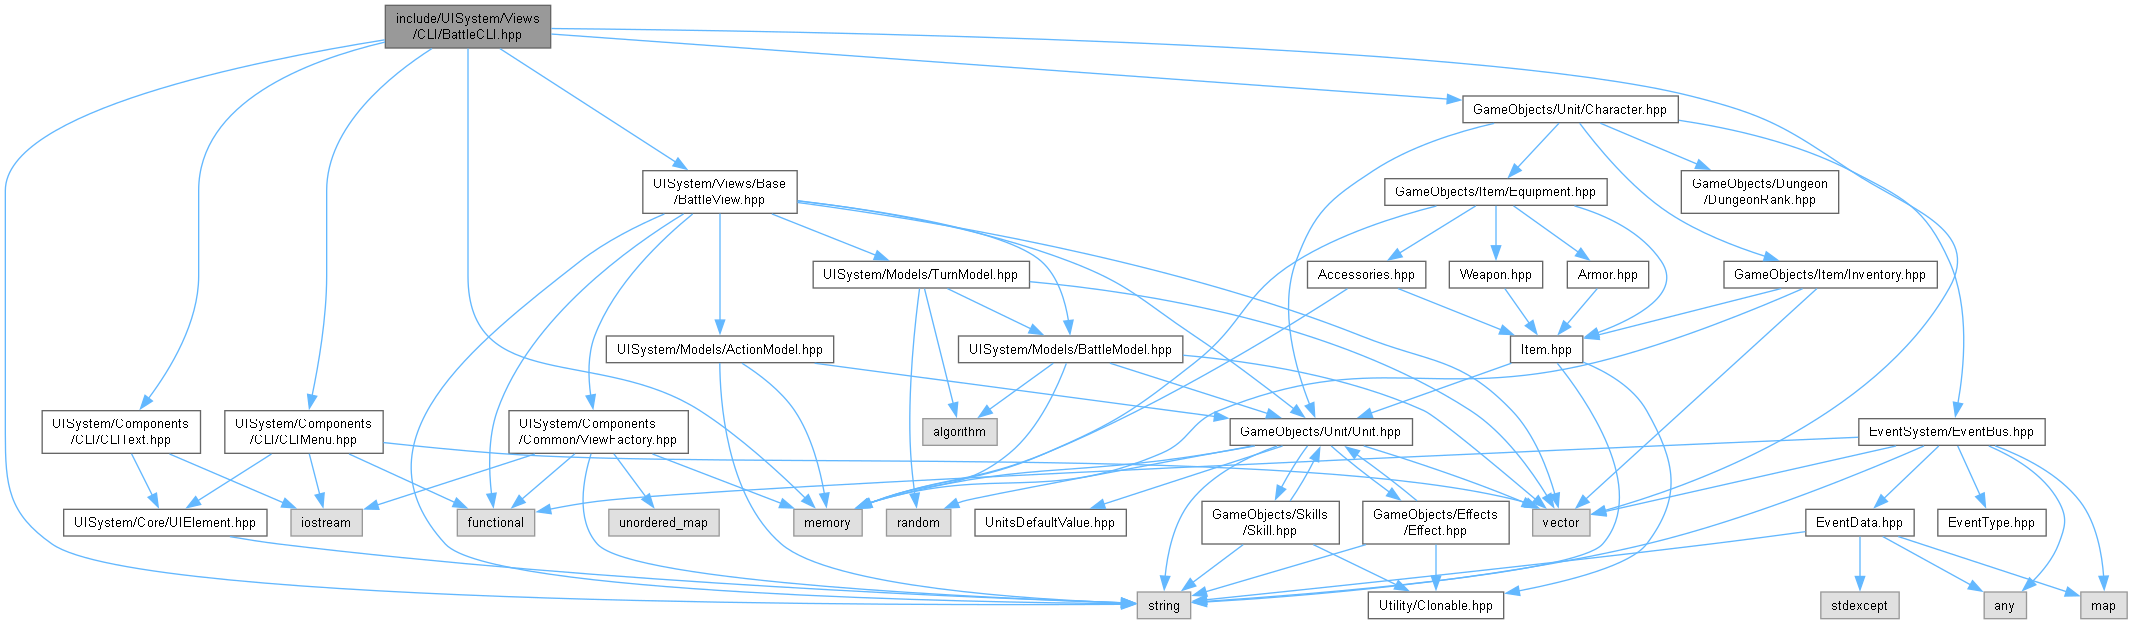 include/UISystem/Views
/CLI/BattleCLI.hpp
GameObjects/Unit/Character.hpp
UISystem/Views/Base
/BattleView.hpp
GameObjects/Item/Equipment.hpp
GameObjects/Dungeon
/DungeonRank.hpp
UISystem/Models/TurnModel.hpp
Accessories.hpp
Weapon.hpp
Armor.hpp
GameObjects/Item/Inventory.hpp
UISystem/Models/ActionModel.hpp
UISystem/Models/BattleModel.hpp
Item.hpp
UISystem/Components
/CLI/CLIText.hpp
UISystem/Components
/CLI/CLIMenu.hpp
UISystem/Components
/Common/ViewFactory.hpp
algorithm
GameObjects/Unit/Unit.hpp
EventSystem/EventBus.hpp
UISystem/Core/UIElement.hpp
iostream
functional
unordered_map
memory
random
UnitsDefaultValue.hpp
GameObjects/Skills
/Skill.hpp
GameObjects/Effects
/Effect.hpp
vector
EventData.hpp
EventType.hpp
string
Utility/Clonable.hpp
stdexcept
any
map